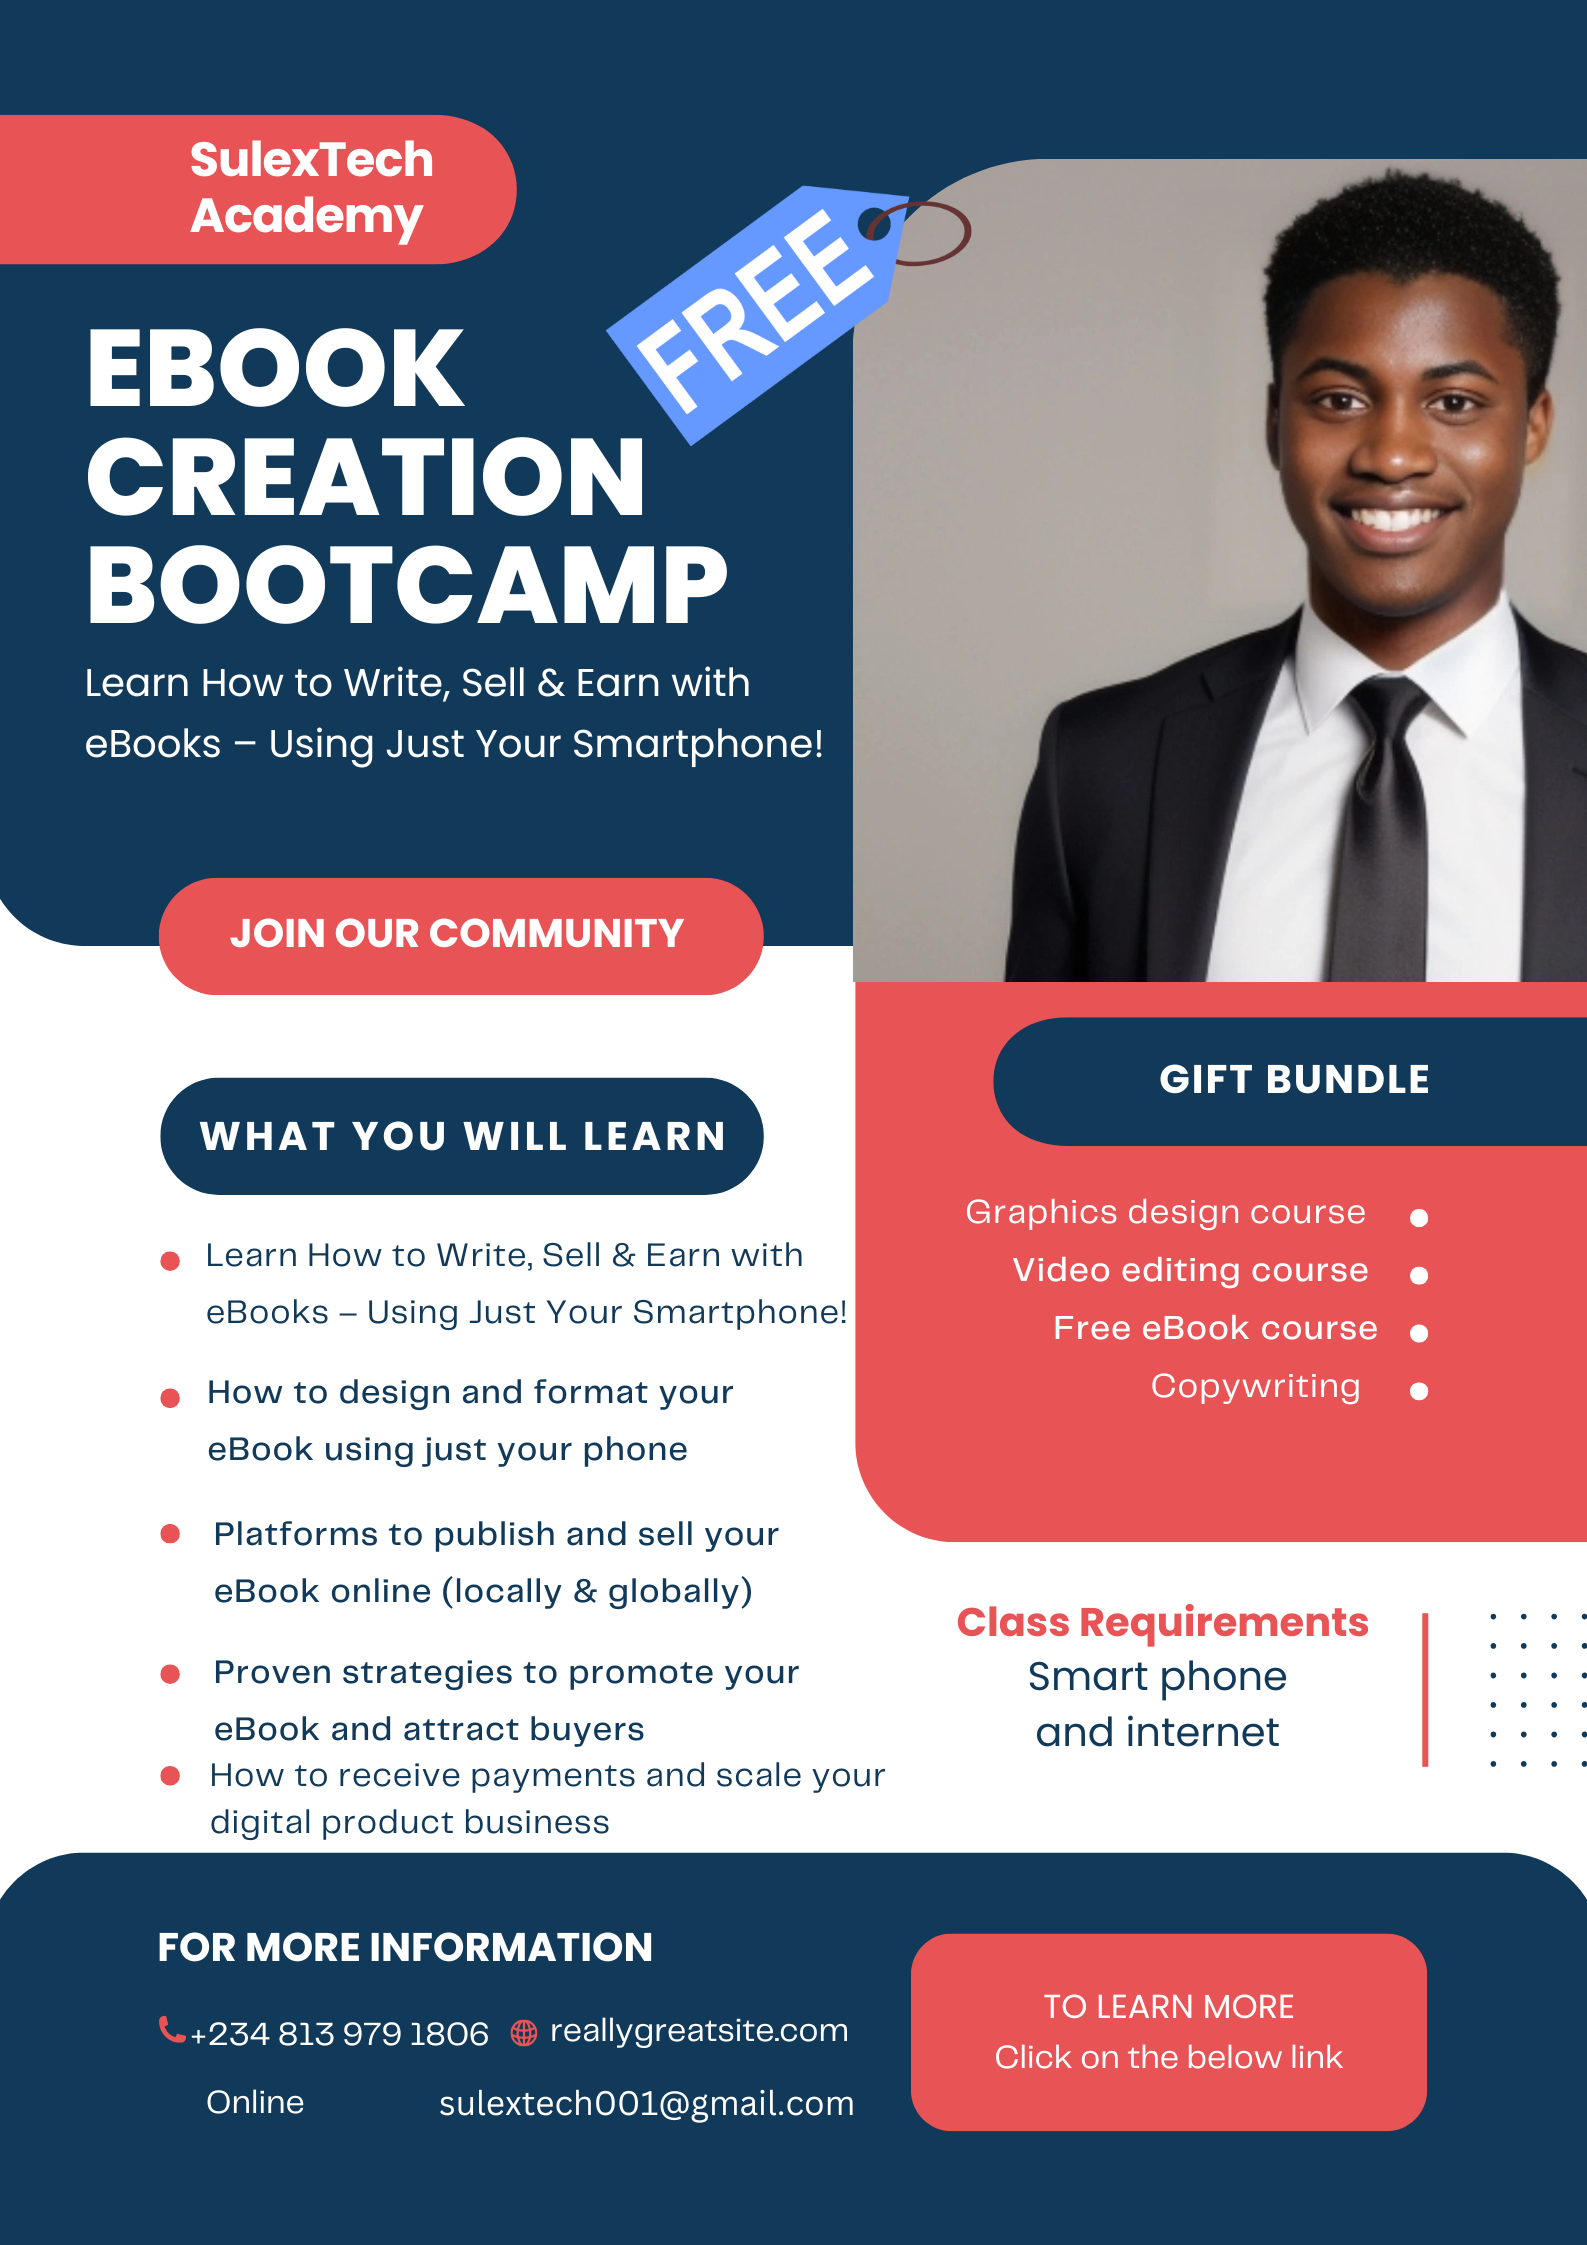 SulexTech
Academy
FREE
EBOOK
CREATION
BOOTCAMP
Learn How to Write, Sell & Earn with
eBooks – Using Just Your Smartphone!
JOIN OUR COMMUNITY
WHAT YOU WILL LEARN
Learn How to Write, Sell & Earn with
eBooks – Using Just Your Smartphone!
How to design and format your
eBook using just your phone
Platforms to publish and sell your
eBook online (locally & globally)
Proven strategies to promote your
eBook and attract buyers
How to receive payments and scale your
digital product business
GIFT BUNDLE
Graphics design course
Video editing course
Free eBook course
Copywriting
Class Requirements
Smart phone
and internet
FOR MORE INFORMATION
+234 813 979 1806 reallygreatsite.com
Online sulextech001@gmail.com
TO LEARN MORE
Click on the below link